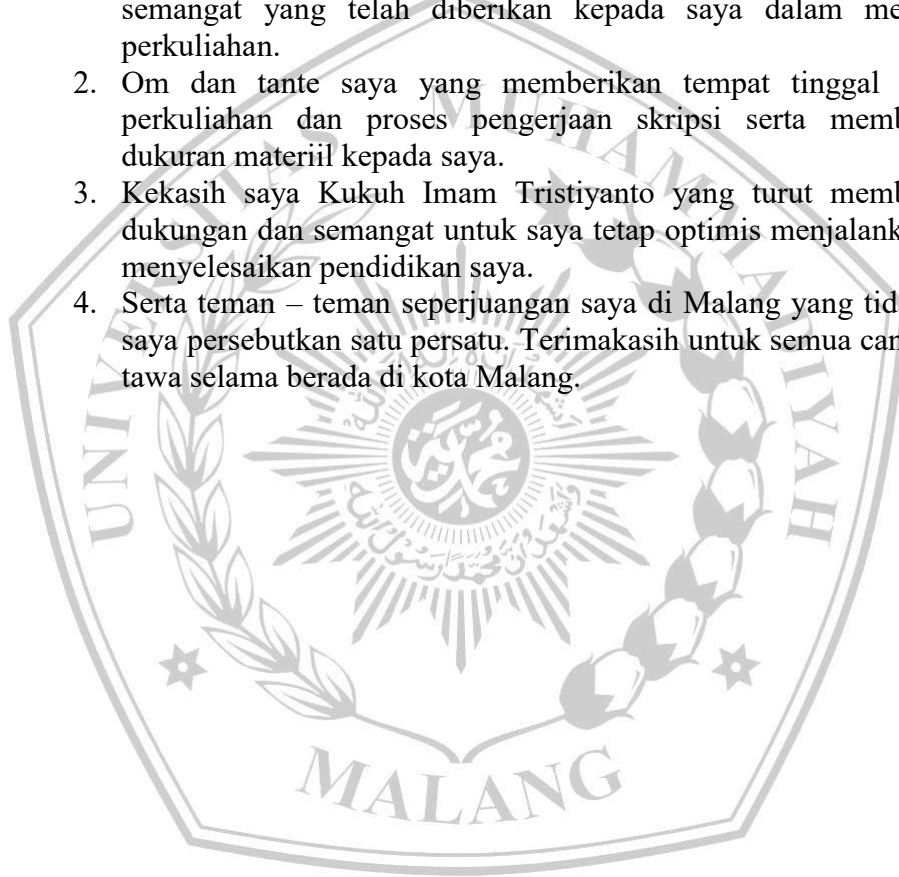 semangat yang telah diberikan kepada saya dalam me
perkuliahan.
2. Om dan tante saya yang memberikan tempat tinggal
perkuliahan dan proses pengerjaan skripsi serta memb
dukuran materiil kepada saya.
3. Kekasih saya Kukuh Imam Tristiyanto yang turut memb
dukungan dan semangat untuk saya tetap optimis menjalank
menyelesaikan pendidikan saya.
4. Serta teman – teman seperjuangan saya di Malang yang tid
saya persebutkan satu persatu. Terimakasih untuk semua can
tawa selama berada di kota Malang.
UNIVERSITAS MUHAMMADIYAH
MALANG